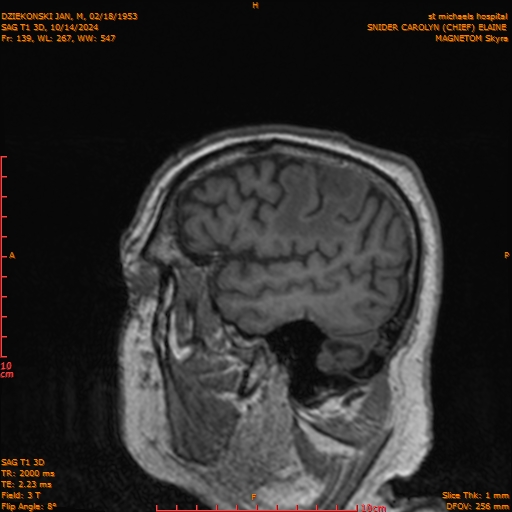 H
DZIEKONSKI JAN, M, 02/18/1953
SAG T1 3D, 10/14/2024
Fr: 139, WL: 267, WW: 547
st michaels hospital
SNIDER CAROLYN (CHIEF) ELAINE
MAGNETOM Skyra
A
P
10
cm
SAG T1 3D
TR: 2000 ms
TE: 2.23 ms
Field: 3 T
Flip Angle: 8°
F
10cm
Slice Thk: 1 mm
DFOV: 256 mm